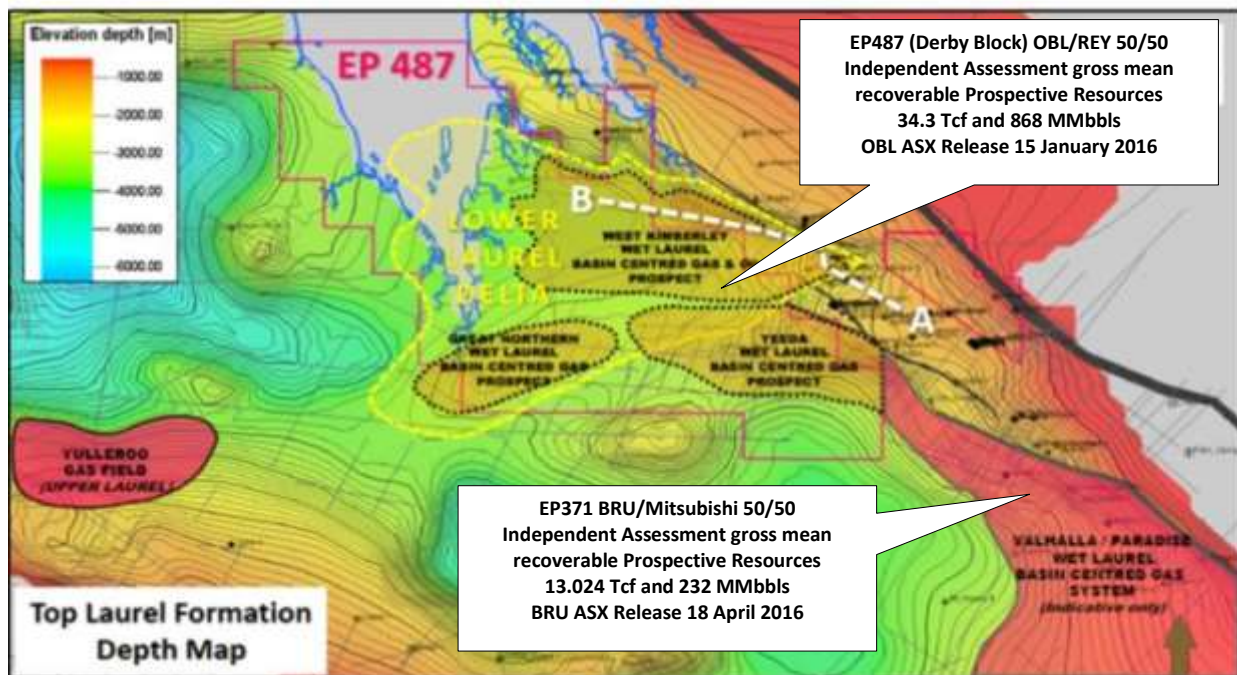 Elevation depth [m]
-1000.00
-2000.00
-3000.00
-4000.00
-5000.00
-6000.00
EP 487
EP487 (Derby Block) OBL/REY 50/50
Independent Assessment gross mean
recoverable Prospective Resources
34.3 Tcf and 868 MMbbls
OBL ASX Release 15 January 2016
B
A
LOWER
LAUREL
DELTA
WEST KIMBERLEY
WET LAUREL
BASIN CENTRED GAS &
PROSPECT
GREAT NORTHERN
WET LAUREL
BASIN CENTRED GAS
PROSPECT
YEEDA
WET LAUREL
BASIN CENTRED GAS
PROSPECT
YULLEROO
GAS FIELD
(UPPER LAUREL)
EP371 BRU/Mitsubishi 50/50
Independent Assessment gross mean
recoverable Prospective Resources
13.024 Tcf and 232 MMbbls
BRU ASX Release 18 April 2016
VALHALLA / PARADISE
WET LAUREL
BASIN CENTRED GAS
SYSTEM
(indicative only)
Top Laurel Formation
Depth Map